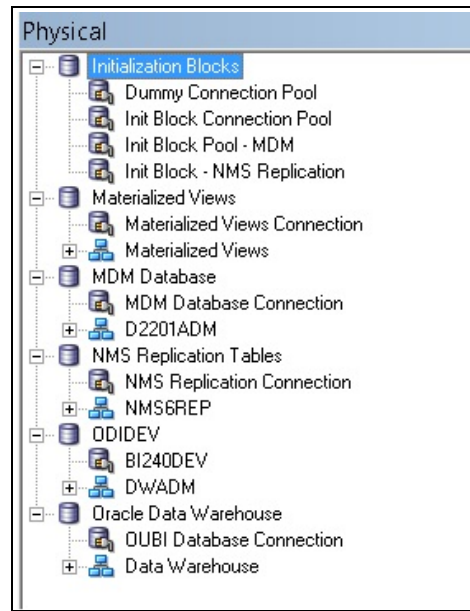 Physical
Initialization Blocks
Dummy Connection Pool
Init Block Connection Pool
Init Block Pool - MDM
Init Block - NMS Replication
Materialized Views
Materialized Views Connection
Materialized Views
MDM Database
MDM Database Connection
D2201ADM
NMS Replication Tables
NMS Replication Connection
NMS6REP
ODIDEV
BI240DEV
DWADM
Oracle Data Warehouse
OUBI Database Connection
Data Warehouse